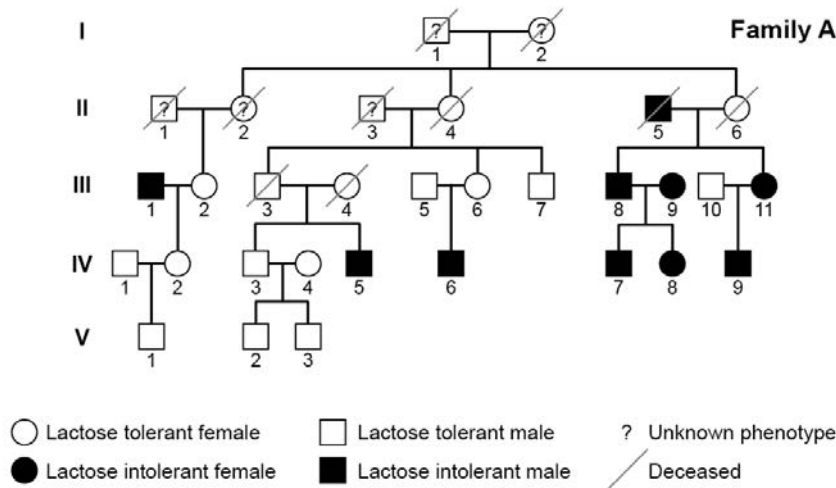 I ? ? Family A
1 2
II ? ? ?
1 2 3 4 5 6
III
1 2 3 4 5 6 7 8 9 10 11
IV
1 2 3 4 5 6 7 8 9
V
1 2 3
Lactose tolerant female Lactose tolerant male ? Unknown phenotype
Lactose intolerant female Lactose intolerant male Deceased